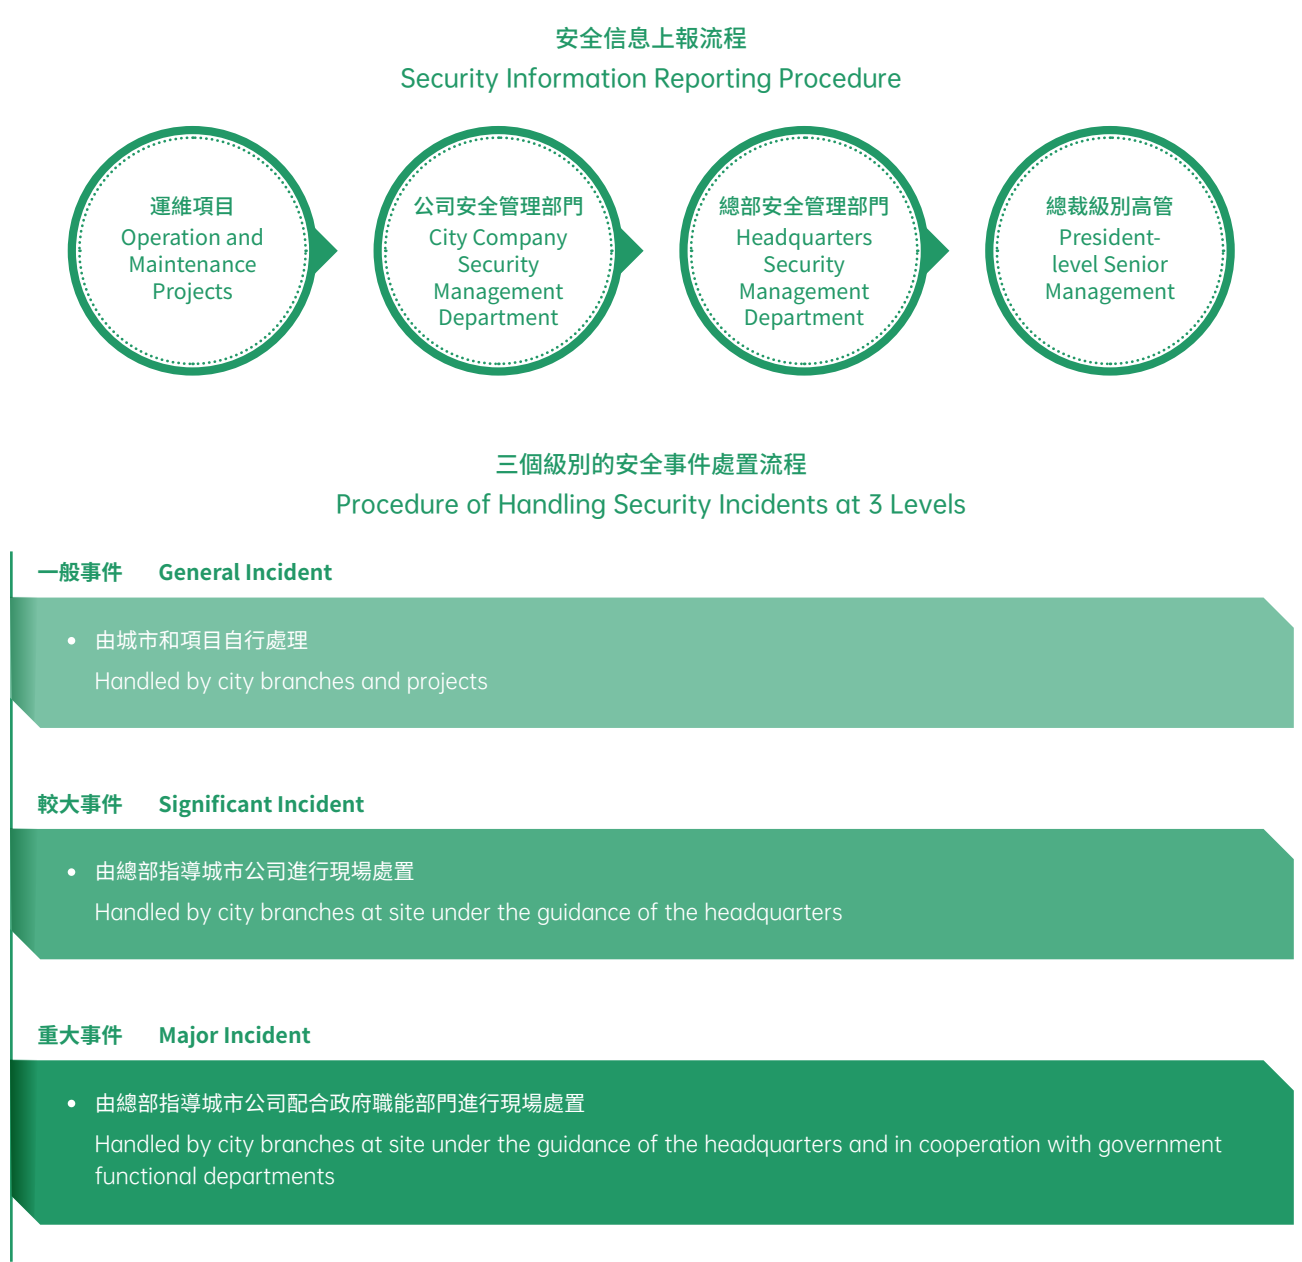 安全信息上報流程
Security Information Reporting Procedure
運維項目
Operation and
Maintenance
Projects
公司安全管理部門
City Company
Security
Management
Department
總部安全管理部門
Headquarters
Security
Management
Department
總裁級別高管
President-
level Senior
Management
三個級別的安全事件處置流程
Procedure of Handling Security Incidents at 3 Levels
一般事件 General Incident
• 由城市和項目自行處理
Handled by city branches and projects
較大事件 Significant Incident
• 由總部指導城市公司進行現場處置
Handled by city branches at site under the guidance of the headquarters
重大事件 Major Incident
• 由總部指導城市公司配合政府職能部門進行現場處置
Handled by city branches at site under the guidance of the headquarters and in cooperation with government
functional departments